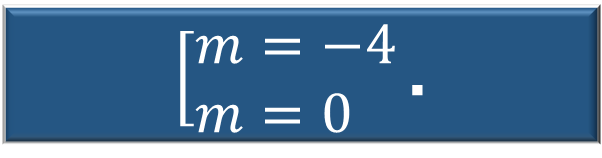 [m = −4
[m = 0 .